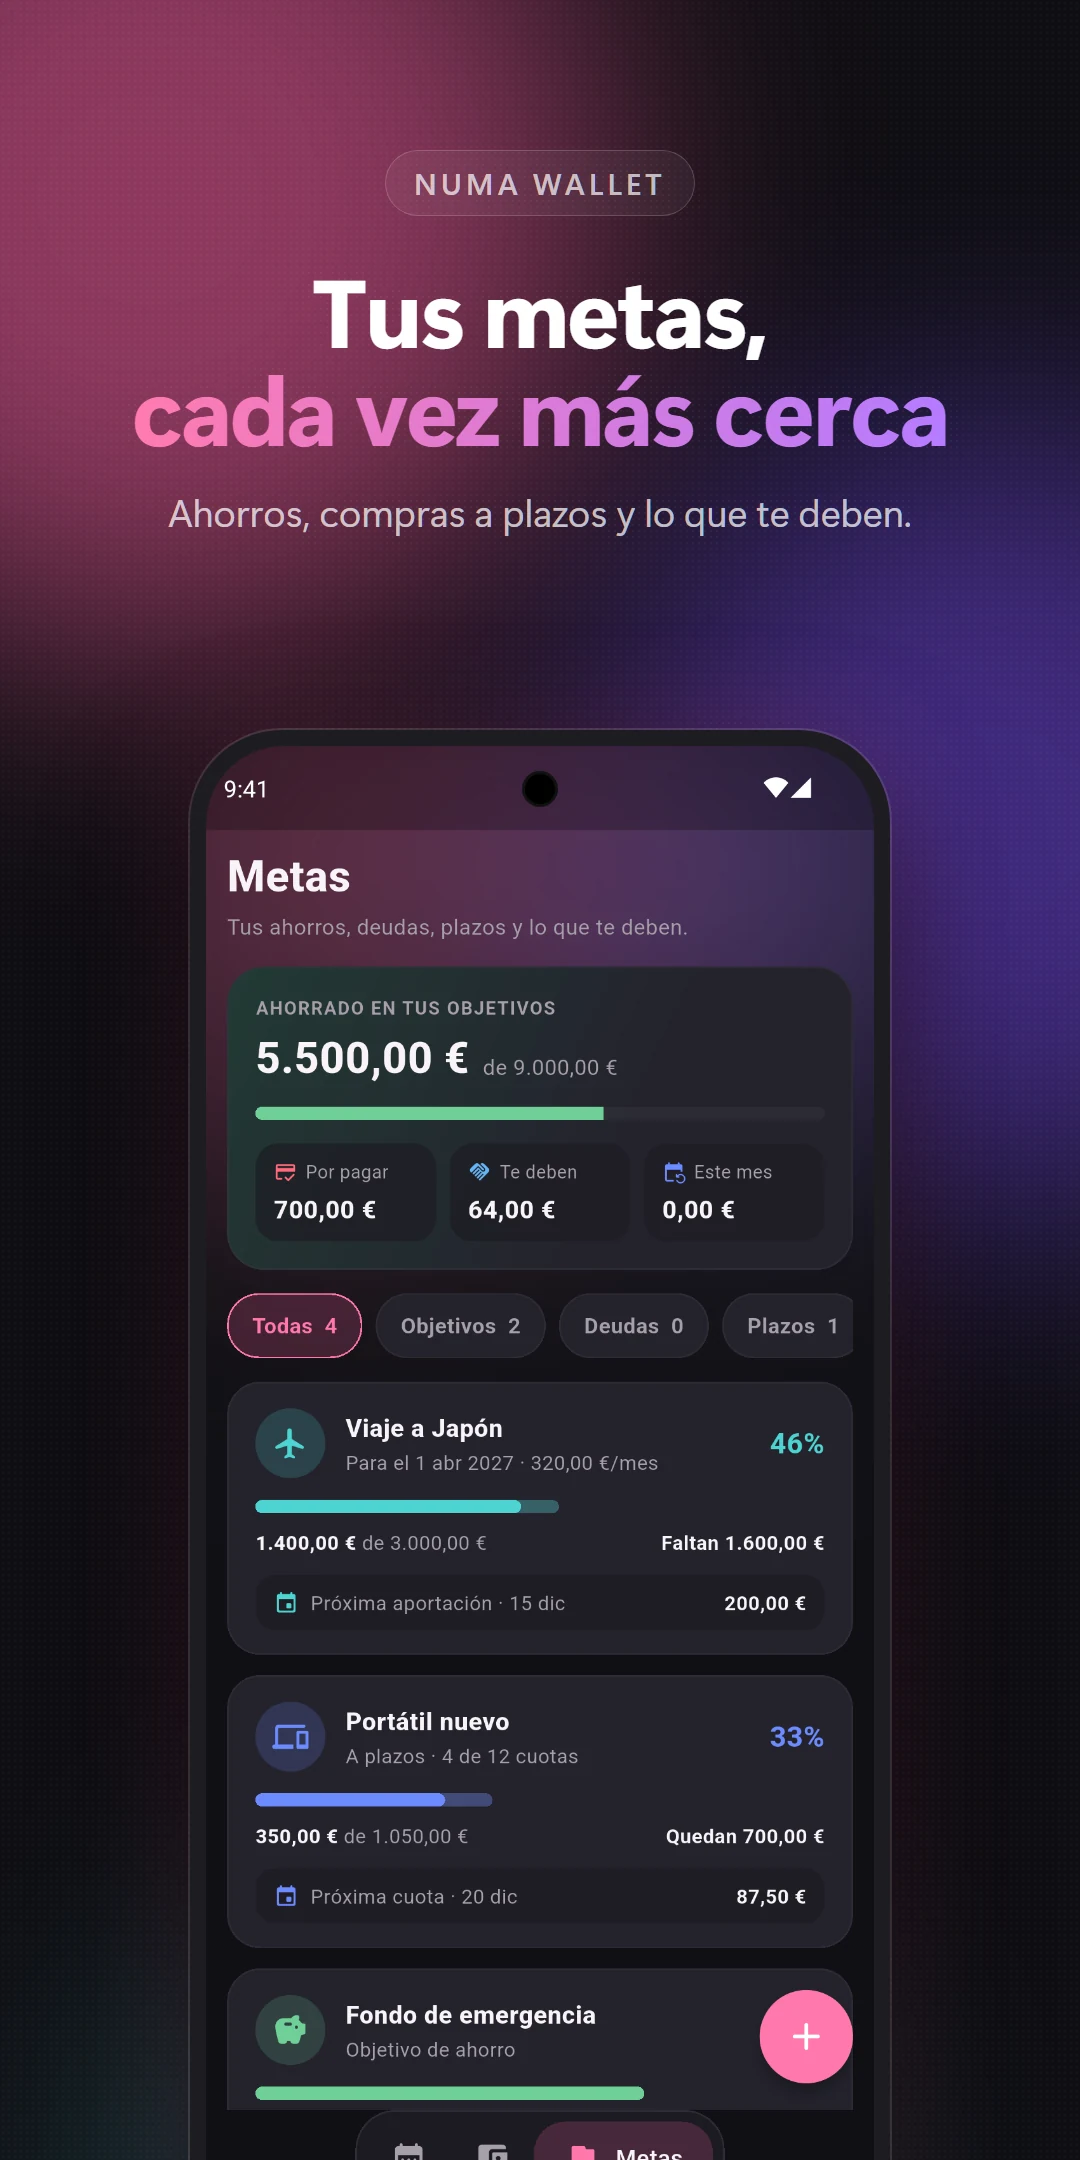 NUMA WALLET
Tus metas,
cada vez más cerca
Ahorros, compras a plazos y lo que te deben.
9:41
Metas
Tus ahorros, deudas, plazos y lo que te deben.
AHORRADO EN TUS OBJETIVOS
5.500,00 € de 9.000,00 €
Por pagar Te deben Este mes
700,00 € 64,00 € 0,00 €
Todas 4 Objetivos 2 Deudas 0 Plazos 1
Viaje a Japón
46%
Para el 1 abr 2027 · 320,00 €/mes
1.400,00 € de 3.000,00 € Faltan 1.600,00 €
Próxima aportación · 15 dic 200,00 €
Portátil nuevo
33%
A plazos · 4 de 12 cuotas
350,00 € de 1.050,00 € Quedan 700,00 €
Próxima cuota · 20 dic 87,50 €
Fondo de emergencia
Objetivo de ahorro
Metas